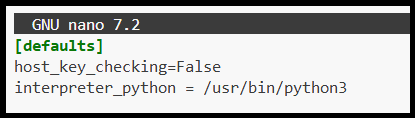 GNU nano 7.2
[defaults]
host_key_checking=False
interpreter_python = /usr/bin/python3